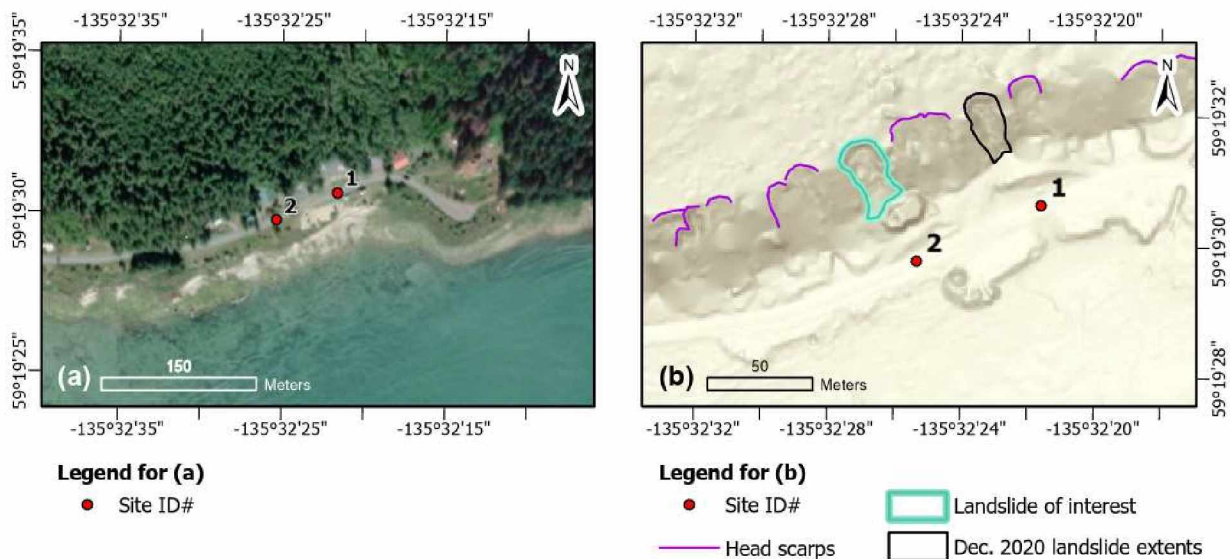 -135°32'35" -135°32'25" -135°32'15"
-135°32'32" -135°32'28" -135°32'24" -135°32'20"
59°19'35"
59°19'30"
59°19'25"
N
1
2
(a)
150
Meters
N
1
2
(b)
50
Meters
59°19'32"
59°19'30"
59°19'28"
-135°32'35" -135°32'25" -135°32'15"
-135°32'32" -135°32'28" -135°32'24" -135°32'20"
Legend for (a)
Site ID#
Legend for (b)
Site ID#
Landslide of interest
Head scarps
Dec. 2020 landslide extents